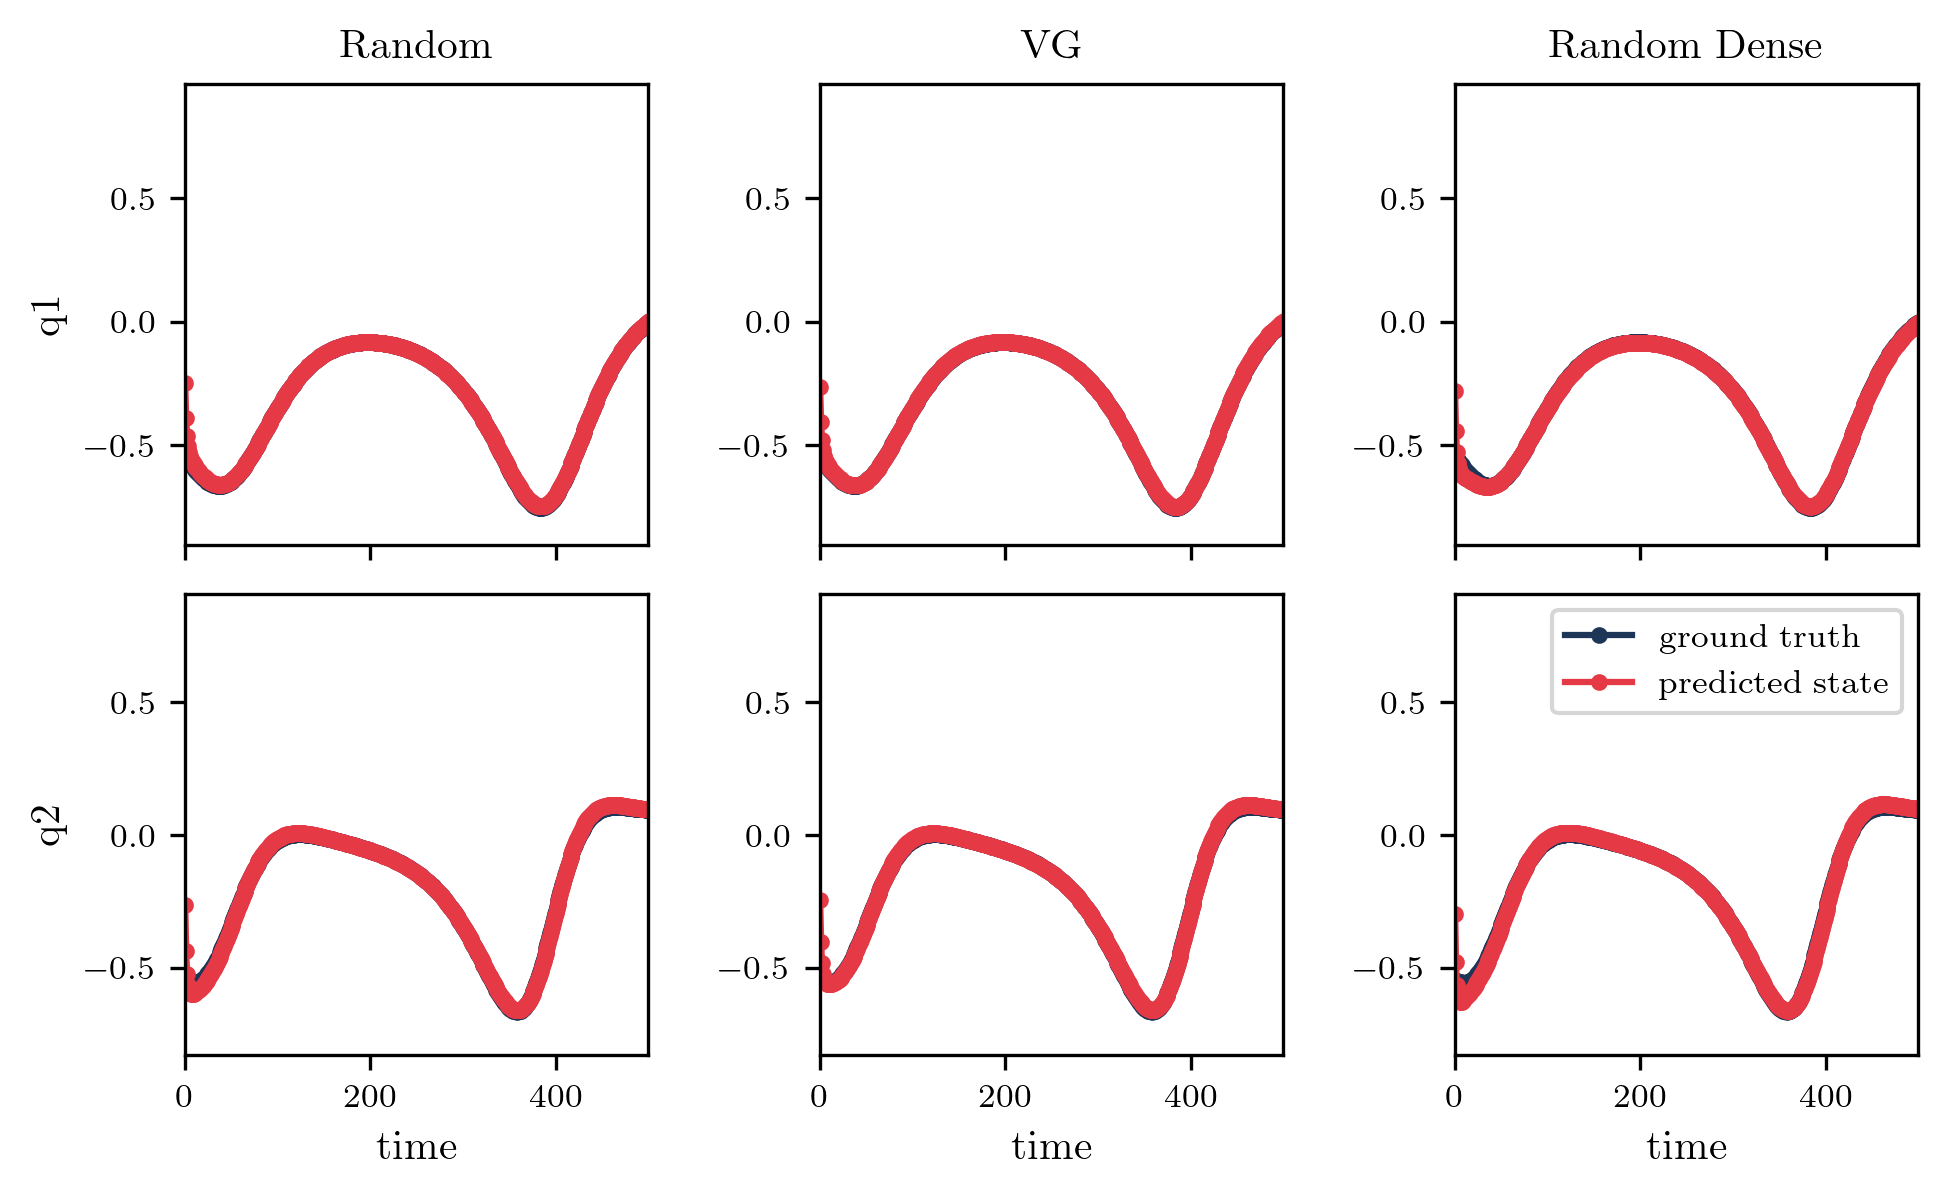 Random VG Random Dense
0.5 0.5 0.5
q1
0.0 0.0 0.0
−0.5 −0.5 −0.5
ground truth
predicted state
0.5 0.5 0.5
q2
0.0 0.0 0.0
−0.5 −0.5 −0.5
0 200 400 0 200 400 0 200 400
time time time